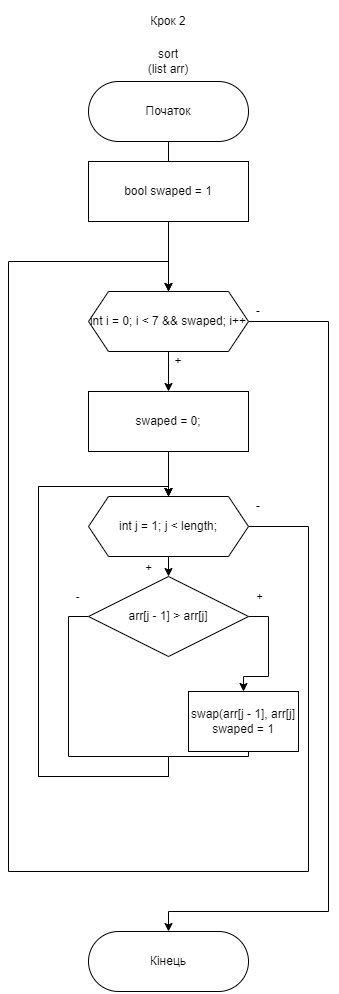 Крок 2
sort
(list arr)
Початок
bool swaped = 1
int i = 0; i < 7 && swaped; i++
-
+
swaped = 0;
int j = 1; j < length;
-
+
arr[j - 1] > arr[j]
-
+
swap(arr[j - 1], arr[j]
swaped = 1
Кінець